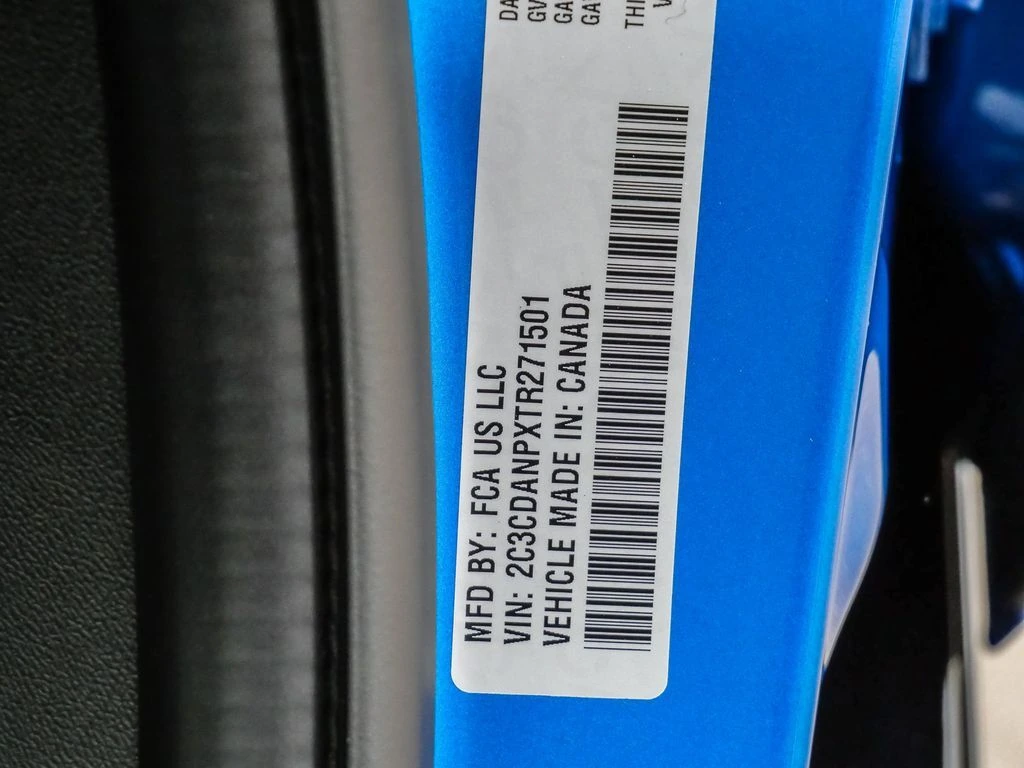 MFD BY: FCA US LLC
VIN: 2C3CDANPXTR271501
VEHICLE MADE IN: CANADA